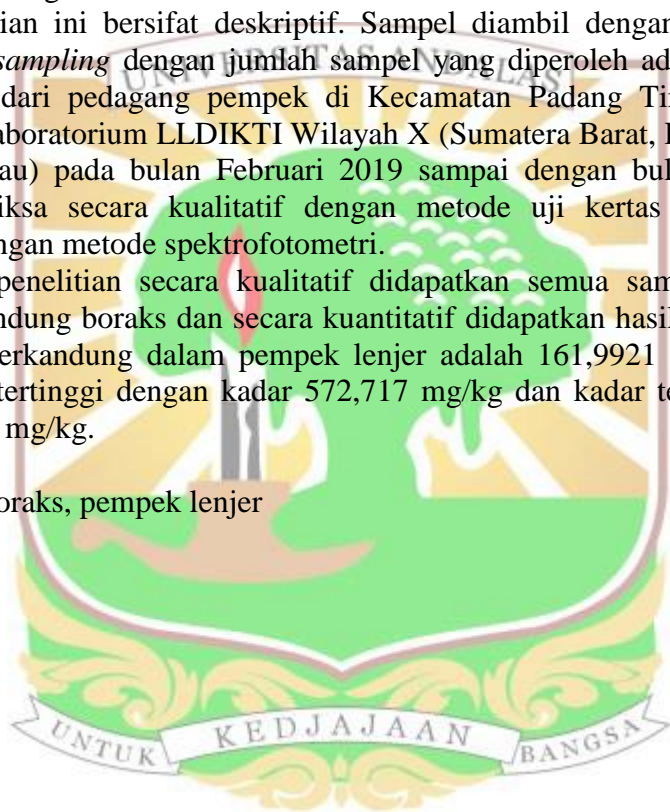 ian ini bersifat deskriptif. Sampel diambil dengan
sampling dengan jumlah sampel yang diperoleh ad
dari pedagang pempek di Kecamatan Padang Ti
aboratorium LLDIKTI Wilayah X (Sumatera Barat,
au) pada bulan Februari 2019 sampai dengan bul
iksa secara kualitatif dengan metode uji kertas
ngan metode spektrofotometri.
penelitian secara kualitatif didapatkan semua sam
ndung boraks dan secara kuantitatif didapatkan hasil
erkandung dalam pempek lenjer adalah 161,9921
tertinggi dengan kadar 572,717 mg/kg dan kadar te
mg/kg.
oraks, pempek lenjer
UNIVERSITAS ANDALAS
UNTUK KEDJAJAAN BANGSA